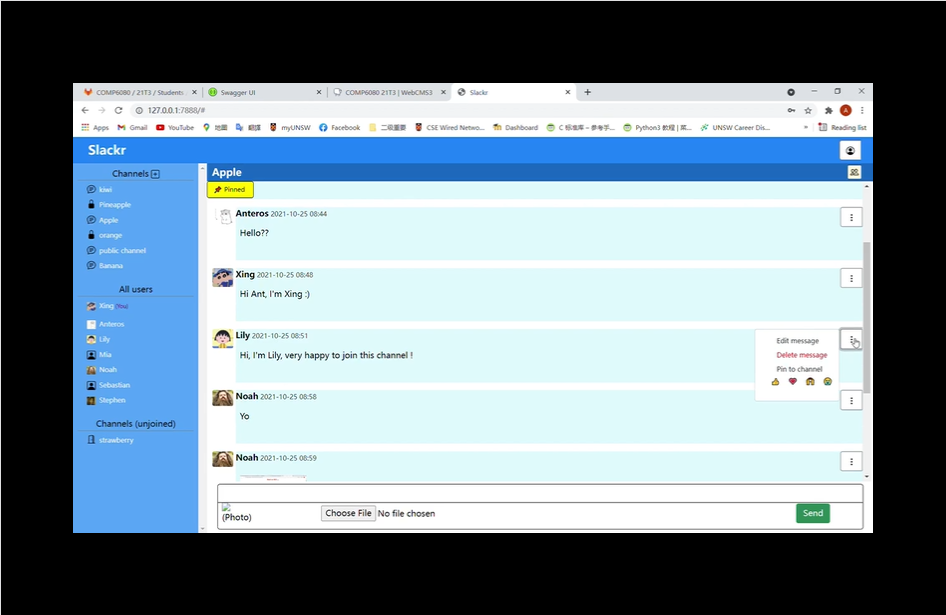 COMP6080 / 21T3 / Students
Swagger UI
COMP6080 21T3 | WebCMS3
Slackr
127.0.0.1:7888/#
Apps
Gmail
YouTube
地图
翻譯
myUNSW
Facebook
二级重要
CSE Wired Netwo...
Dashboard
C 标准库 – 参考手...
Python3 教程 | 菜...
UNSW Career Dis...
»
Reading list
Slackr
Channels
kiwi
Pineapple
Apple
orange
public channel
Banana
All users
Xing (You)
Anteros
Lily
Mia
Noah
Sebastian
Stephen
Channels (unjoined)
strawberry
Apple
Pinned
Anteros 2021-10-25 08:44
Hello??
Xing 2021-10-25 08:48
Hi Ant, I'm Xing :)
Lily 2021-10-25 08:51
Hi, I'm Lily, very happy to join this channel !
Edit message
Delete message
Pin to channel
Noah 2021-10-25 08:58
Yo
Noah 2021-10-25 08:59
(Photo)
Choose File No file chosen
Send